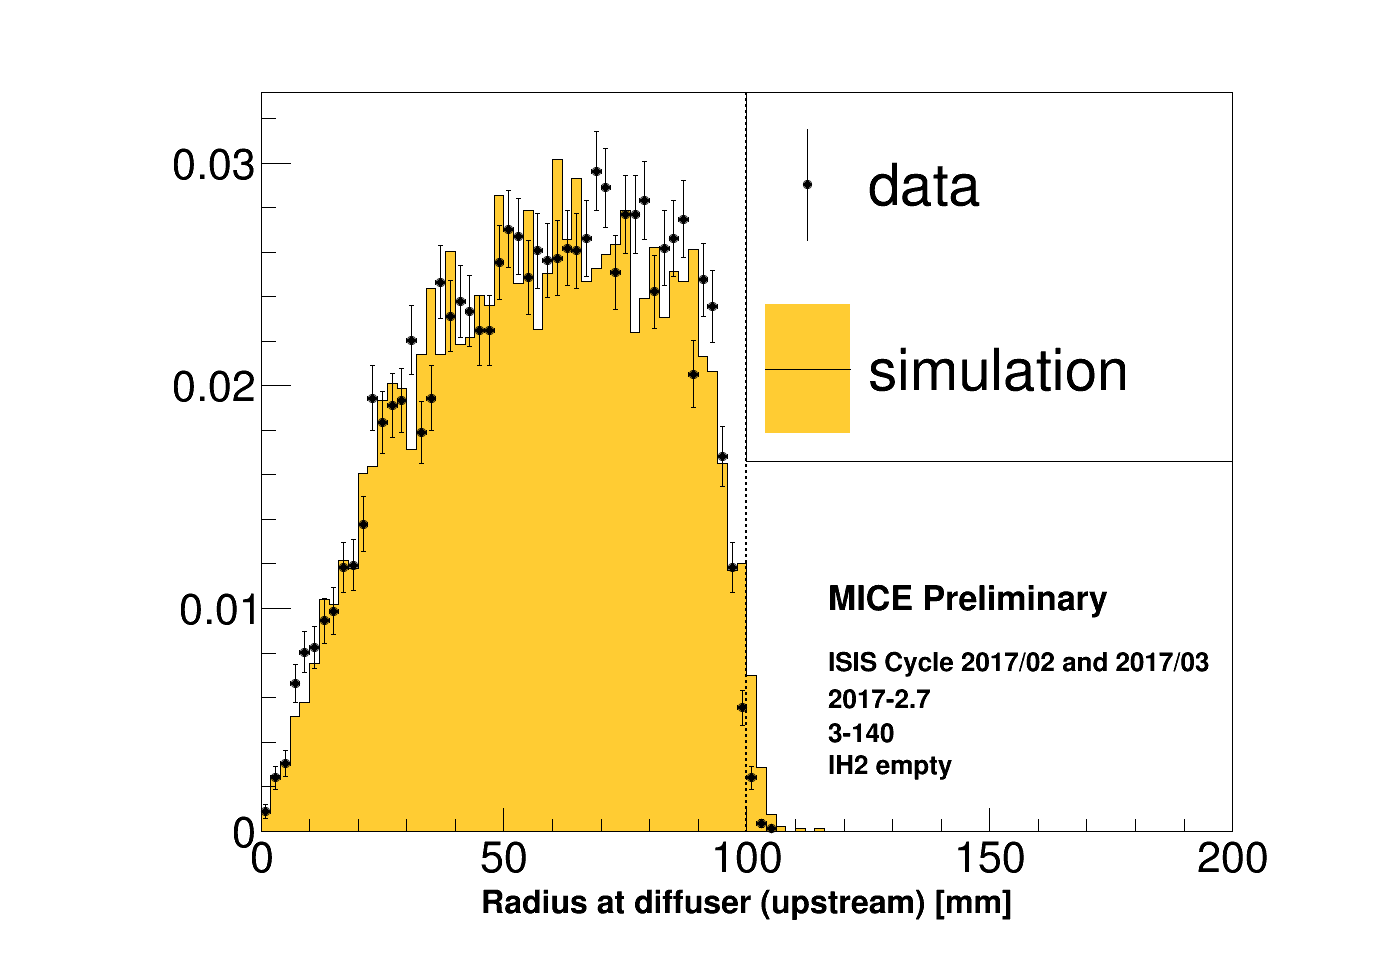 0.03
0.02
0.01
0
0 50 100 150 200
Radius at diffuser (upstream) [mm]
data
simulation
MICE Preliminary
ISIS Cycle 2017/02 and 2017/03
2017-2.7
3-140
IH2 empty